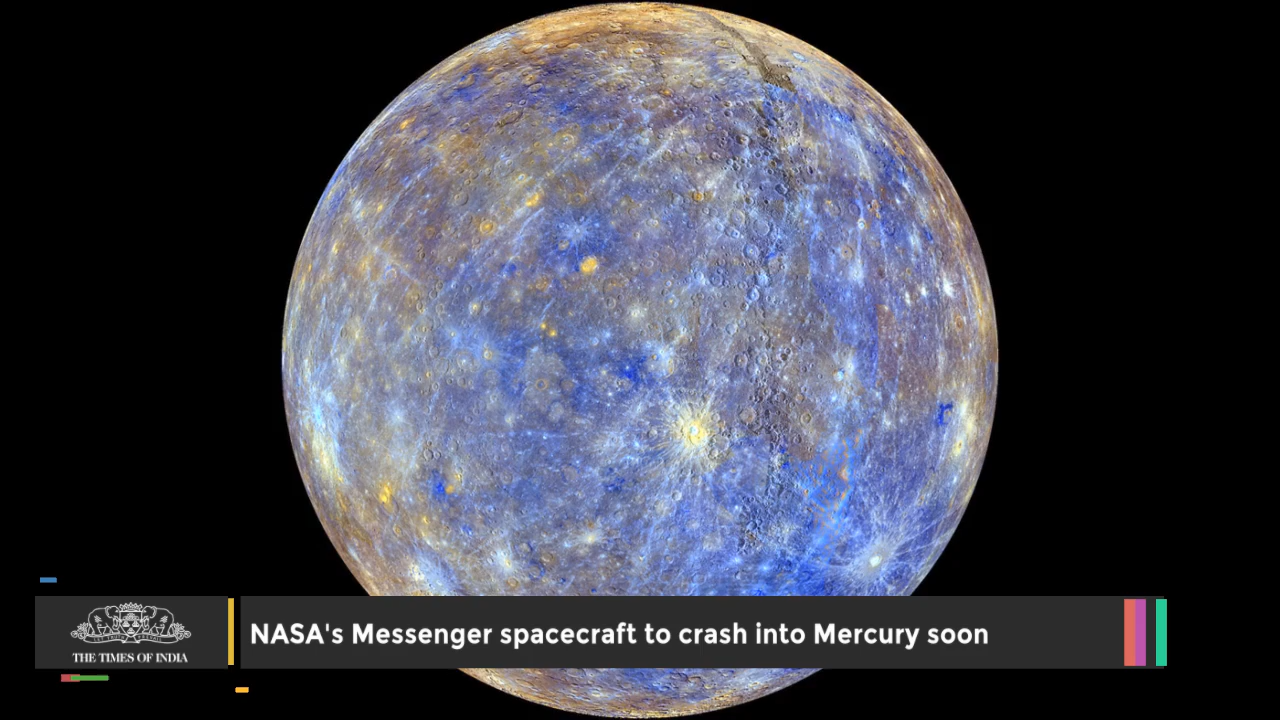 NASA's Messenger spacecraft to crash into Mercury soon
THE TIMES OF INDIA